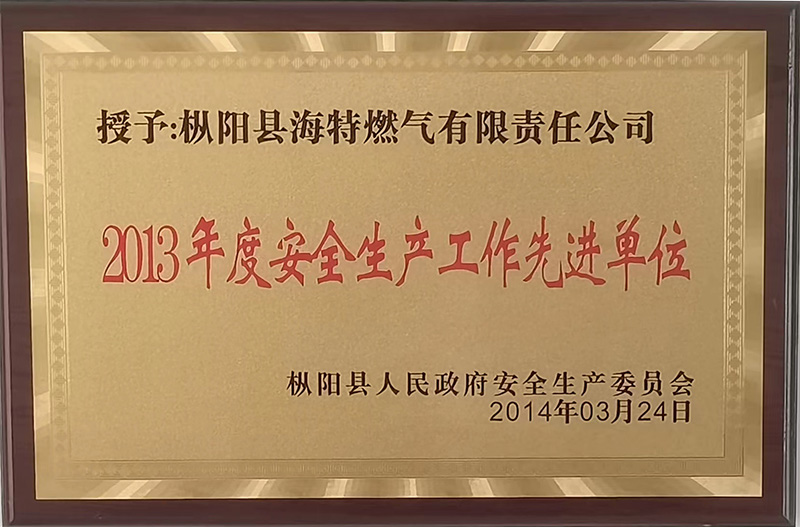 授予:枞阳县海特燃气有限责任公司
2013年度安全生产工作先进单位
枞阳县人民政府安全生产委员会
2014年03月24日